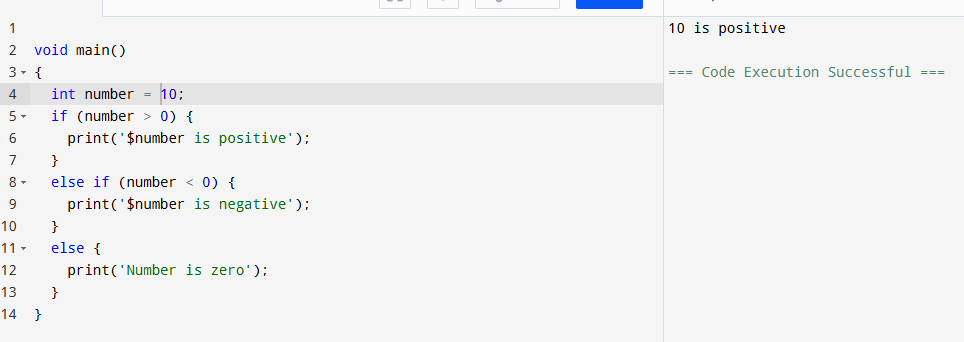 1
2 void main()
3 {
4 int number = 10;
5 if (number > 0) {
6 print('$number is positive');
7 }
8 else if (number < 0) {
9 print('$number is negative');
10 }
11 else {
12 print('Number is zero');
13 }
14 }
10 is positive
=== Code Execution Successful ===